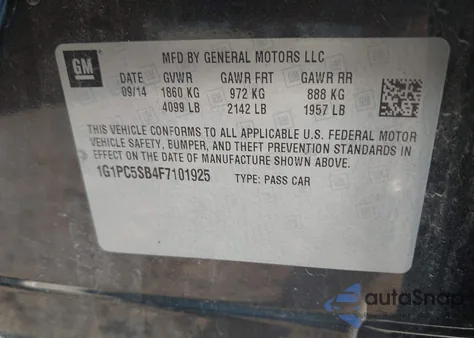 GM
MFD BY GENERAL MOTORS LLC
DATE GVWR GAWR FRT GAWR RR
09/14 1860 KG 972 KG 888 KG
4099 LB 2142 LB 1957 LB
THIS VEHICLE CONFORMS TO ALL APPLICABLE U.S. FEDERAL MOTOR
VEHICLE SAFETY, BUMPER, AND THEFT PREVENTION STANDARDS IN
EFFECT ON THE DATE OF MANUFACTURE SHOWN ABOVE.
1G1PC5SB4F7101925 TYPE: PASS CAR
autoSnap